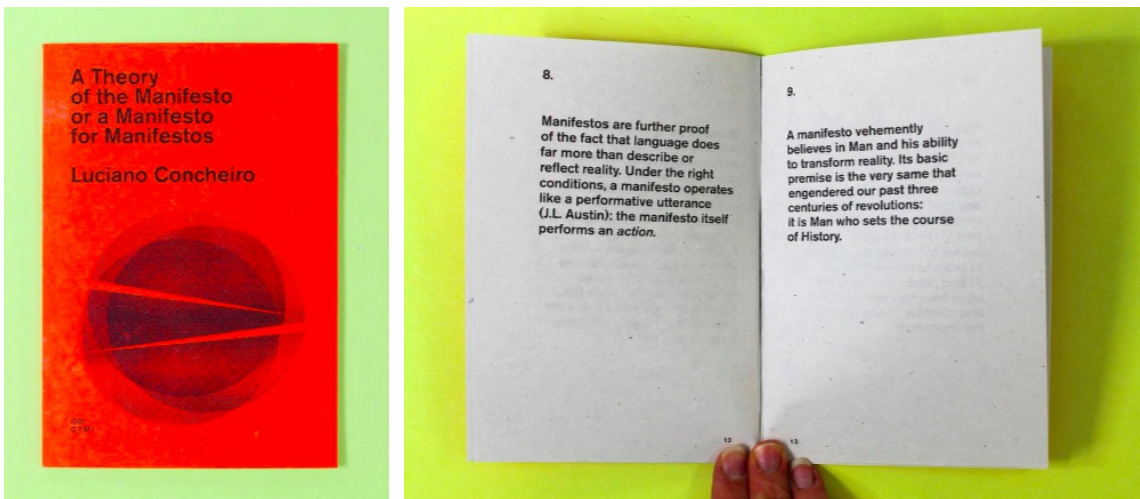 A Theory
of the Manifesto
or a Manifesto
for Manifestos
Luciano Concheiro
8.
Manifestos are further proof
of the fact that language does
far more than describe or
reflect reality. Under the right
conditions, a manifesto operates
like a performative utterance
(J.L. Austin): the manifesto itself
performs an action.
12
9.
A manifesto vehemently
believes in Man and his ability
to transform reality. Its basic
premise is the very same that
engendered our past three
centuries of revolutions:
it is Man who sets the course
of History.
13